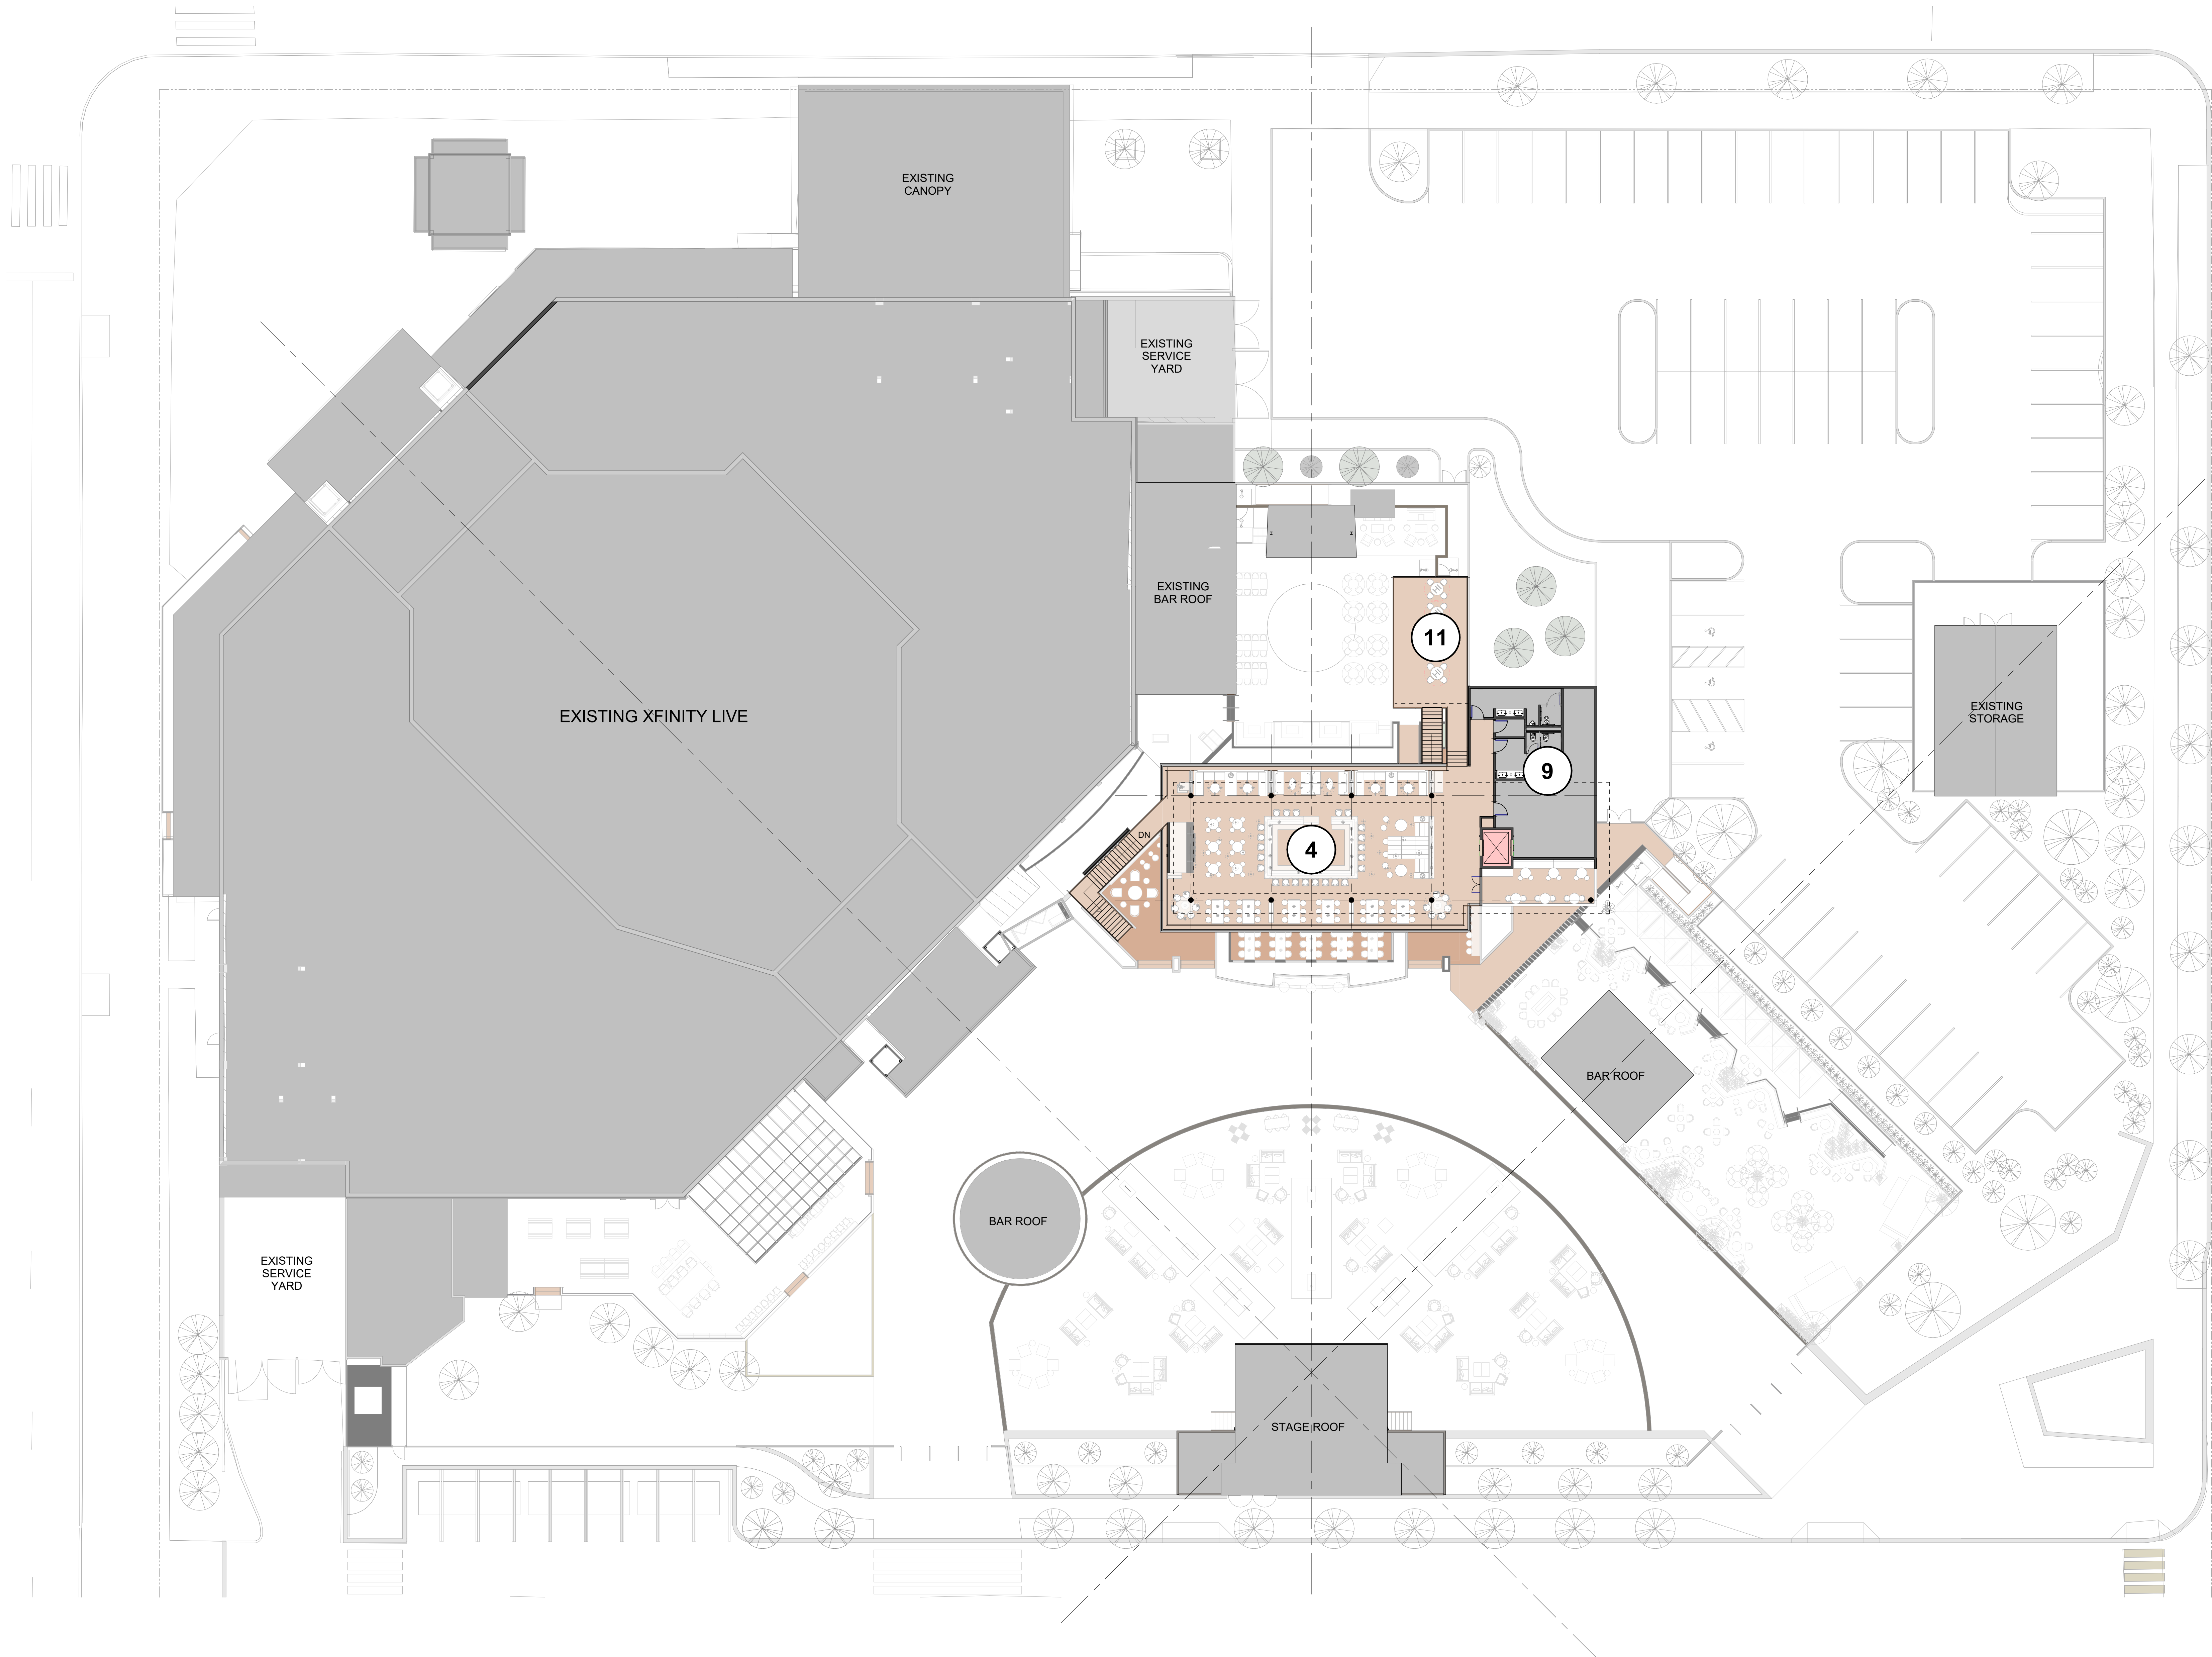 EXISTING
CANOPY
EXISTING
SERVICE
YARD
EXISTING
BAR ROOF
11
EXISTING XFINITY LIVE
EXISTING
STORAGE
9
DN
4
BAR ROOF
BAR ROOF
EXISTING
SERVICE
YARD
STAGE ROOF